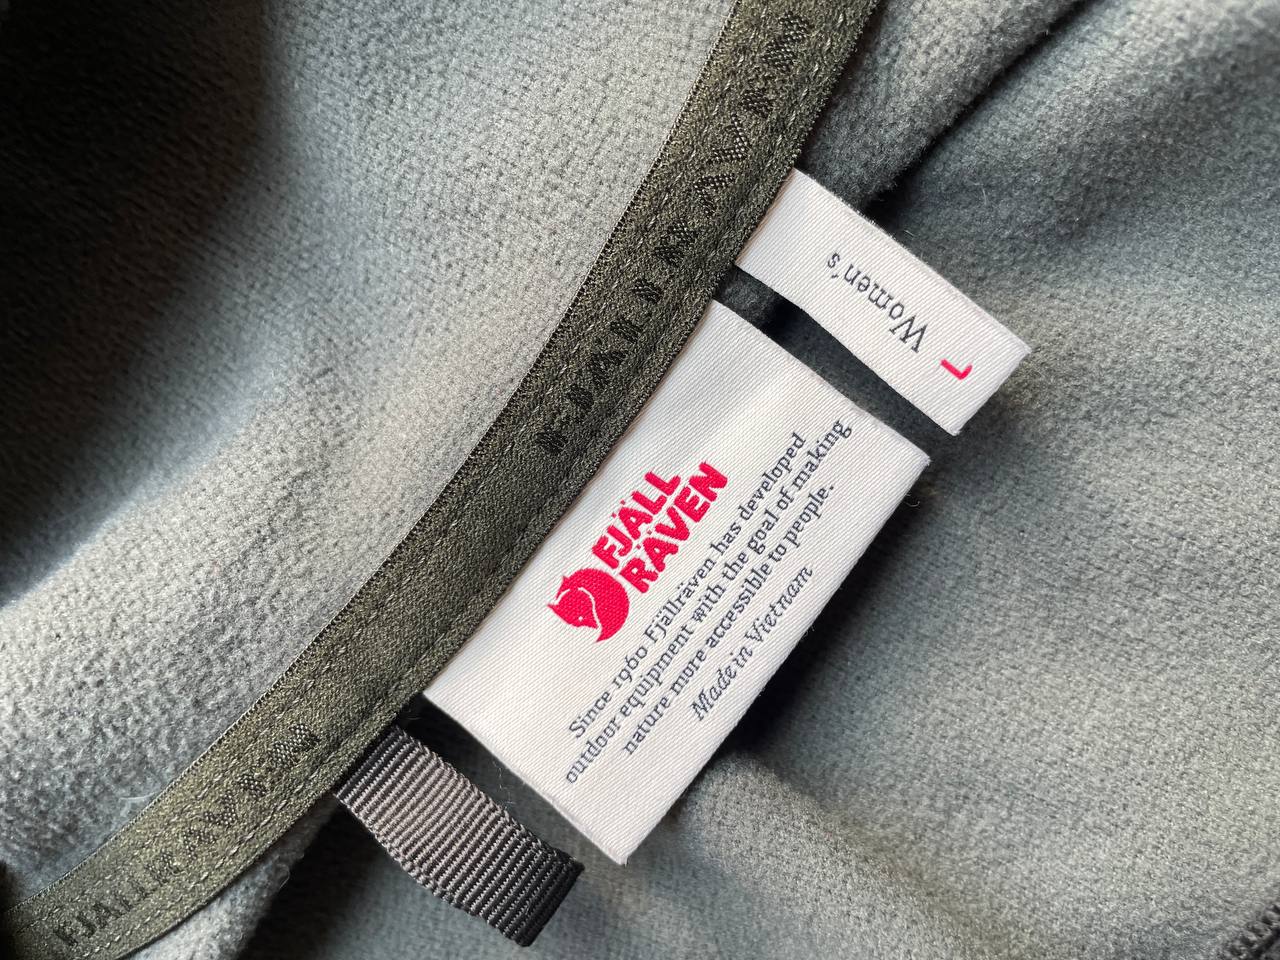 FJÄLLRÄVEN
FJÄLLRÄVEN
FJÄLL
RÄVEN
Since 1960 Fjällräven has developed
outdoor equipment with the goal of making
nature more accessible to people.
Made in Vietnam
Women´s
L